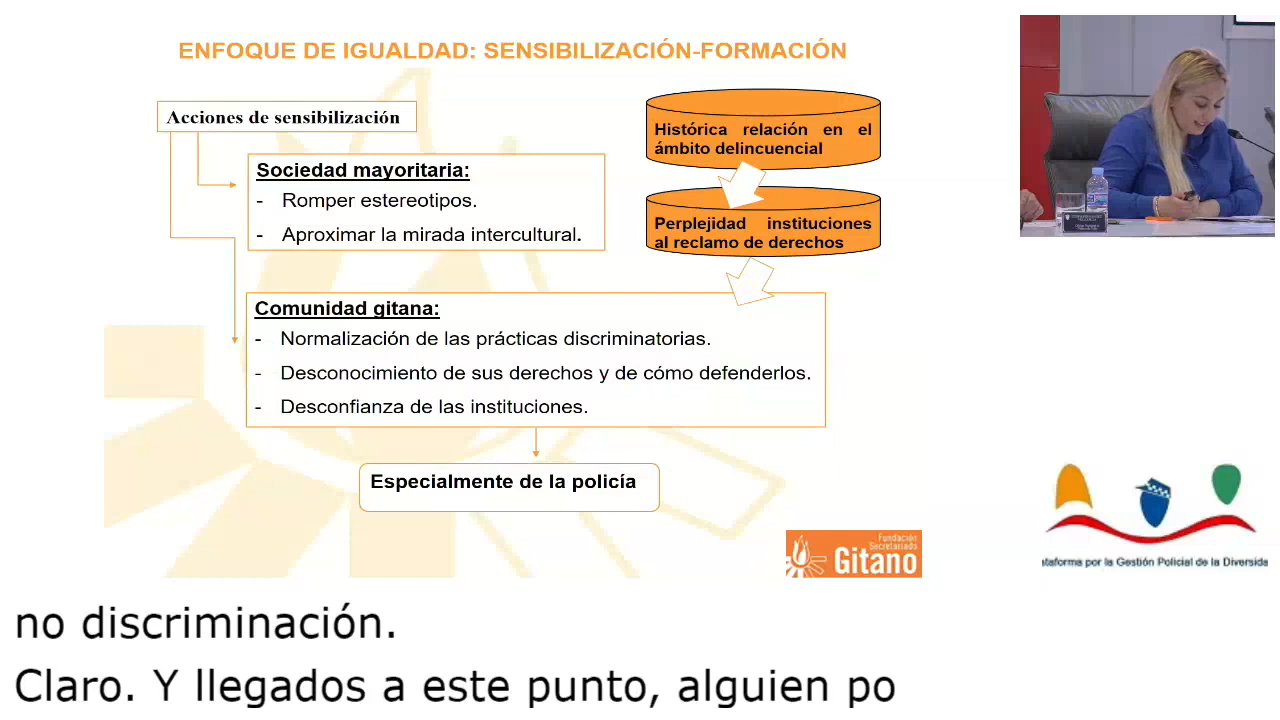 ENFOQUE DE IGUALDAD: SENSIBILIZACIÓN-FORMACIÓN
Acciones de sensibilización
Sociedad mayoritaria:
- Romper estereotipos.
- Aproximar la mirada intercultural.
Histórica relación en el
ámbito delincuencial
Perplejidad instituciones
al reclamo de derechos
Comunidad gitana:
- Normalización de las prácticas discriminatorias.
- Desconocimiento de sus derechos y de cómo defenderlos.
- Desconfianza de las instituciones.
Especialmente de la policía
Fundación
Secretariado
Gitano
ataforma por la Gestión Policial de la Diversida
no discriminación.
Claro. Y llegados a este punto, alguien po